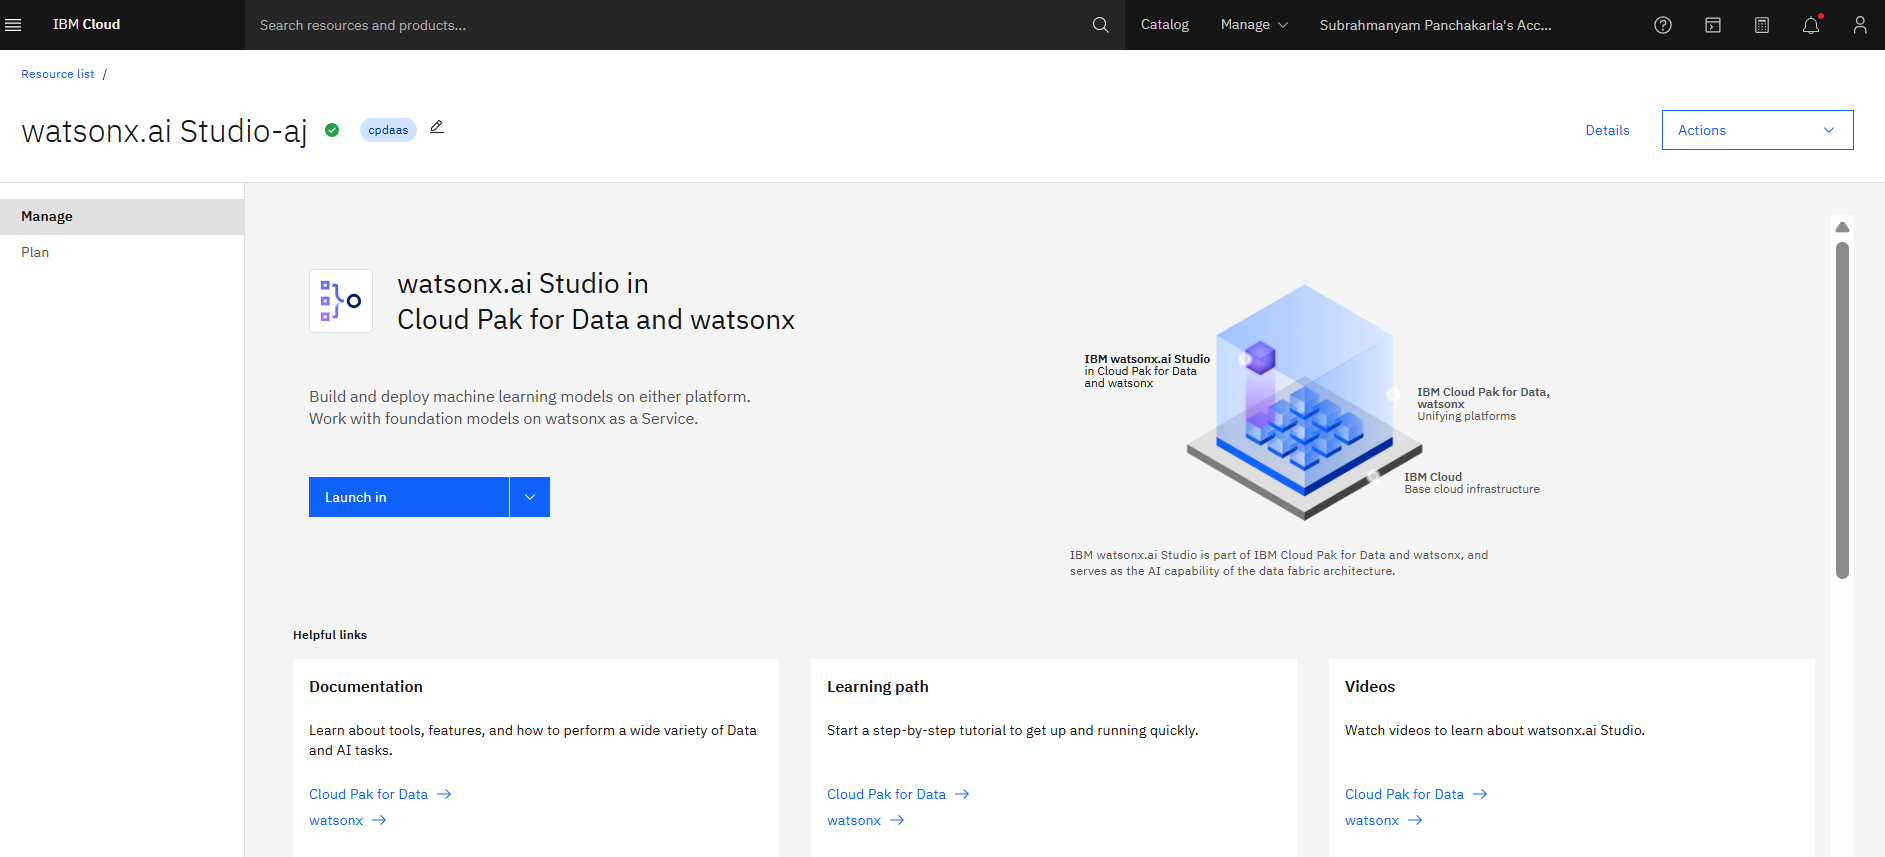 IBM Cloud
Search resources and products...
Catalog
Manage
Subrahmanyam Panchakarla's Acc...
Resource list /
watsonx.ai Studio-aj
cpdaas
Details
Actions
Manage
Plan
watsonx.ai Studio in
Cloud Pak for Data and watsonx
Build and deploy machine learning models on either platform.
Work with foundation models on watsonx as a Service.
Launch in
IBM watsonx.ai Studio
in Cloud Pak for Data
and watsonx
IBM Cloud Pak for Data,
watsonx
Unifying platforms
IBM Cloud
Base cloud infrastructure
IBM watsonx.ai Studio is part of IBM Cloud Pak for Data and watsonx, and
serves as the AI capability of the data fabric architecture.
Helpful links
Documentation
Learn about tools, features, and how to perform a wide variety of Data
and AI tasks.
Cloud Pak for Data
watsonx
Learning path
Start a step-by-step tutorial to get up and running quickly.
Cloud Pak for Data
watsonx
Videos
Watch videos to learn about watsonx.ai Studio.
Cloud Pak for Data
watsonx